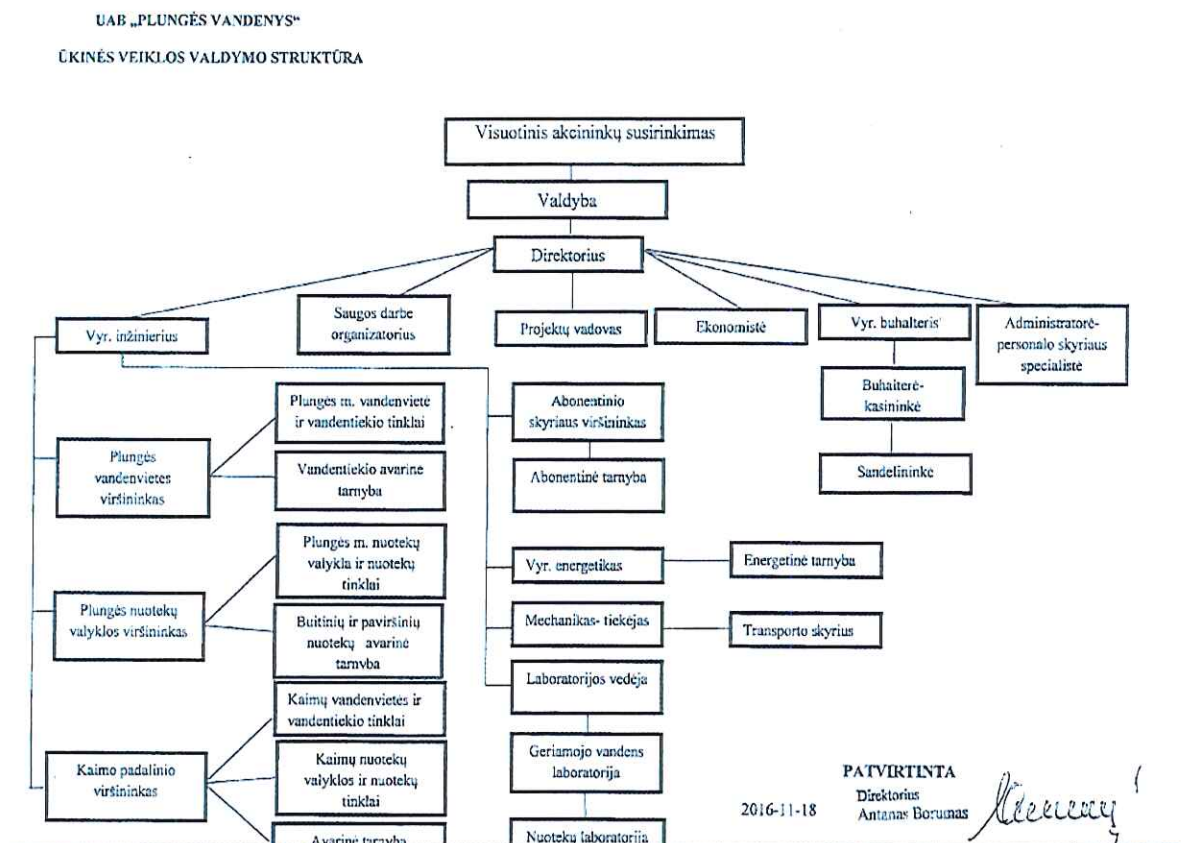 UAB „PLUNGĖS VANDENYS“
ŪKINĖS VEIKLOS VALDYMO STRUKTŪRA
Visuotinis akcininkų susirinkimas
Valdyba
Direktorius
Vyr. inžinierius
Saugos darbe
organizatorius
Projektų vadovas
Ekonomistė
Vyr. buhalteris
Administratorė-
personalo skyriaus
specialistė
Buhalterė-
kasininkė
Sandėlininkė
Plungės
vandenvietės
viršininkas
Plungės m. vandenvietė
ir vandentiekio tinklai
Vandentiekio avarinė
tarnyba
Plungės nuotekų
valyklos viršininkas
Plungės m. nuotekų
valykla ir nuotekų
tinklai
Buitinių ir paviršinių
nuotekų avarinė
tarnyba
Kaimo padalinio
viršininkas
Kaimų vandenvietės ir
vandentiekio tinklai
Kaimų nuotekų
valyklos ir nuotekų
tinklai
Avarinė tarnyba
Abonentinio
skyriaus viršininkas
Abonentinė tarnyba
Vyr. energetikas
Energetinė tarnyba
Mechanikas- tiekėjas
Transporto skyrius
Laboratorijos vedėja
Geriamojo vandens
laboratorija
Nuotekų laboratorija
PATVIRTINTA
Direktorius
2016-11-18
Antanas Borumas